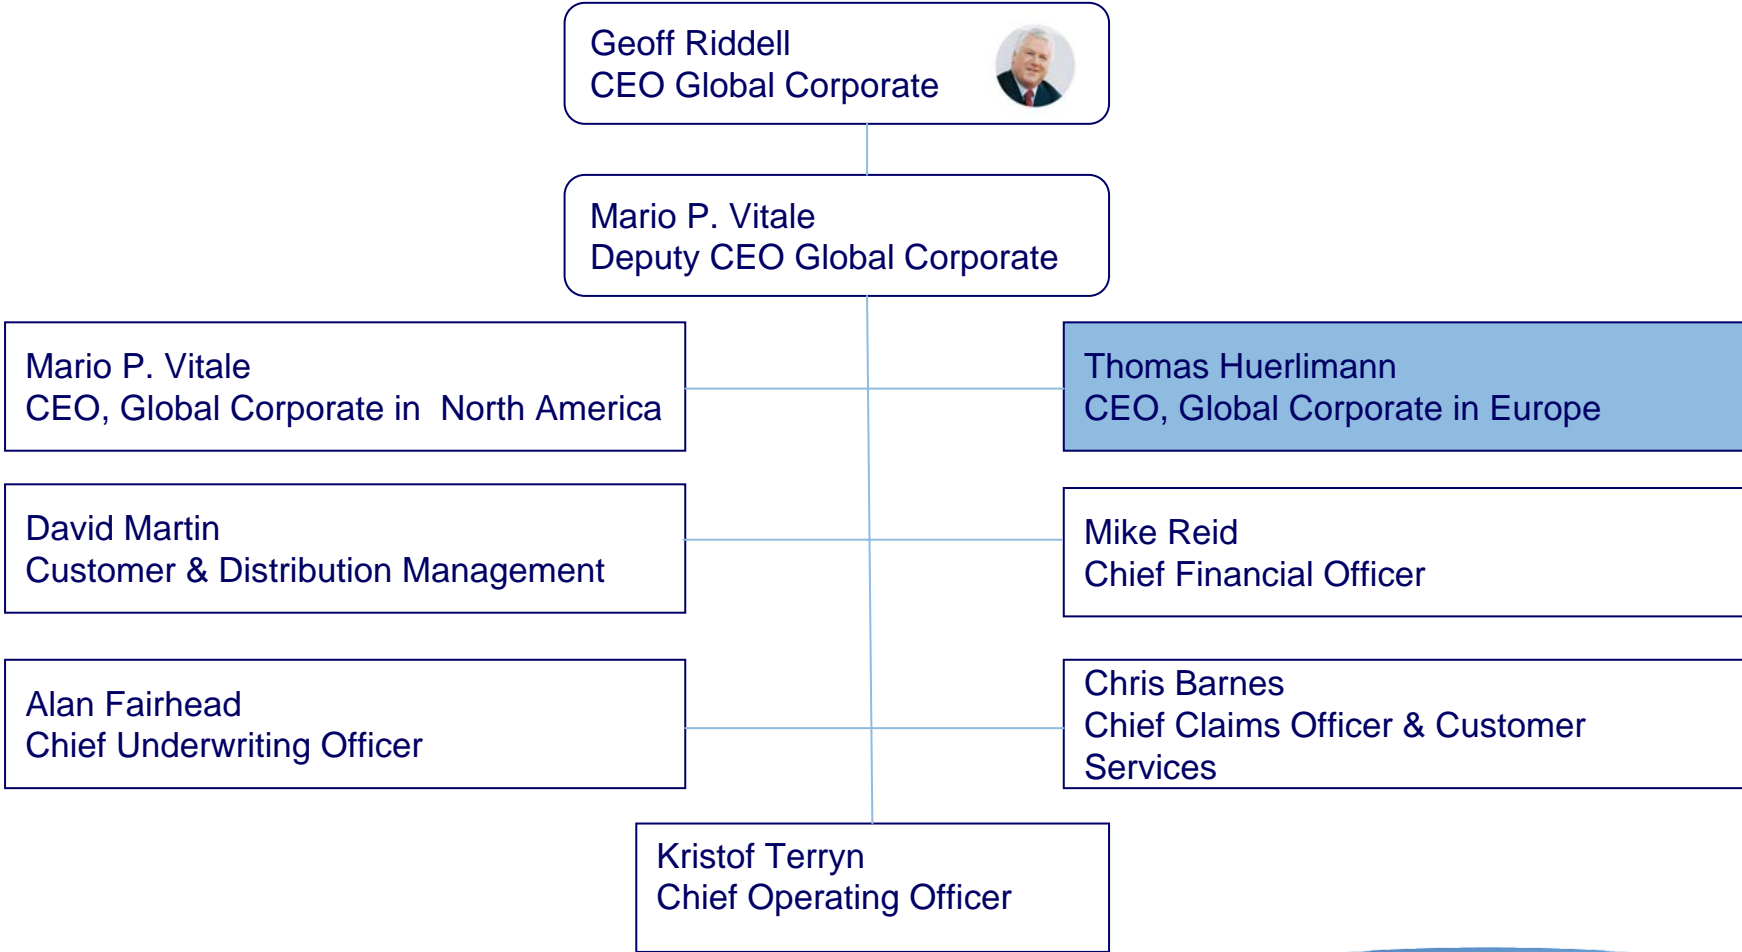 Geoff Riddell
CEO Global Corporate
Mario P. Vitale
Deputy CEO Global Corporate
Mario P. Vitale
CEO, Global Corporate in  North America
Thomas Huerlimann
CEO, Global Corporate in Europe
David Martin
Customer & Distribution Management
Mike Reid
Chief Financial Officer
Alan Fairhead
Chief Underwriting Officer
Chris Barnes
Chief Claims Officer & Customer
Services
Kristof Terryn
Chief Operating Officer